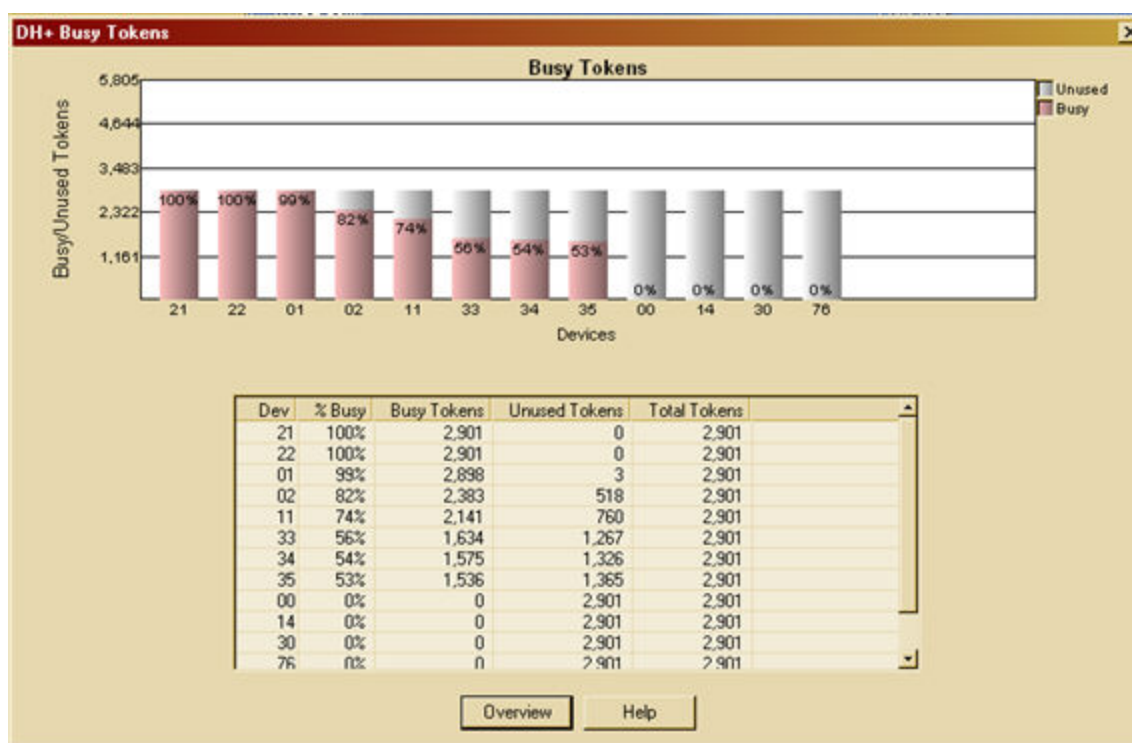 DH+ Busy Tokens
Busy Tokens
5,805
4,644
3,483
2,322
1,161
Busy/Unused Tokens
Unused
Busy
100% 100% 99% 82% 74% 56% 54% 53% 0% 0% 0% 0%
21 22 01 02 11 33 34 35 00 14 30 76
Devices
Dev % Busy Busy Tokens Unused Tokens Total Tokens
21 100% 2,901 0 2,901
22 100% 2,901 0 2,901
01 99% 2,898 3 2,901
02 82% 2,383 518 2,901
11 74% 2,141 760 2,901
33 56% 1,634 1,267 2,901
34 54% 1,575 1,326 2,901
35 53% 1,536 1,365 2,901
00 0% 0 2,901 2,901
14 0% 0 2,901 2,901
30 0% 0 2,901 2,901
76 0% 0 2,901 2,901
Overview Help